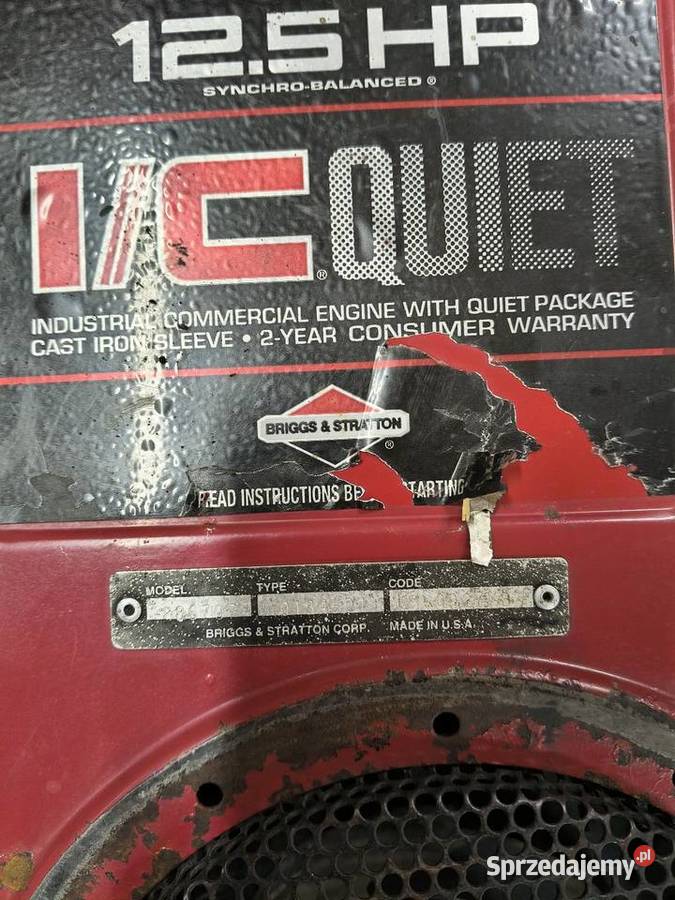 12.5 HP
SYNCHRO-BALANCED®
I/C® QUIET
INDUSTRIAL COMMERCIAL ENGINE WITH QUIET PACKAGE
CAST IRON SLEEVE • 2-YEAR CONSUMER WARRANTY
BRIGGS & STRATTON
®
READ INSTRUCTIONS STARTING
MODEL TYPE CODE
BRIGGS & STRATTON CORP. MADE IN U.S.A.
Sprzedajemy.pl